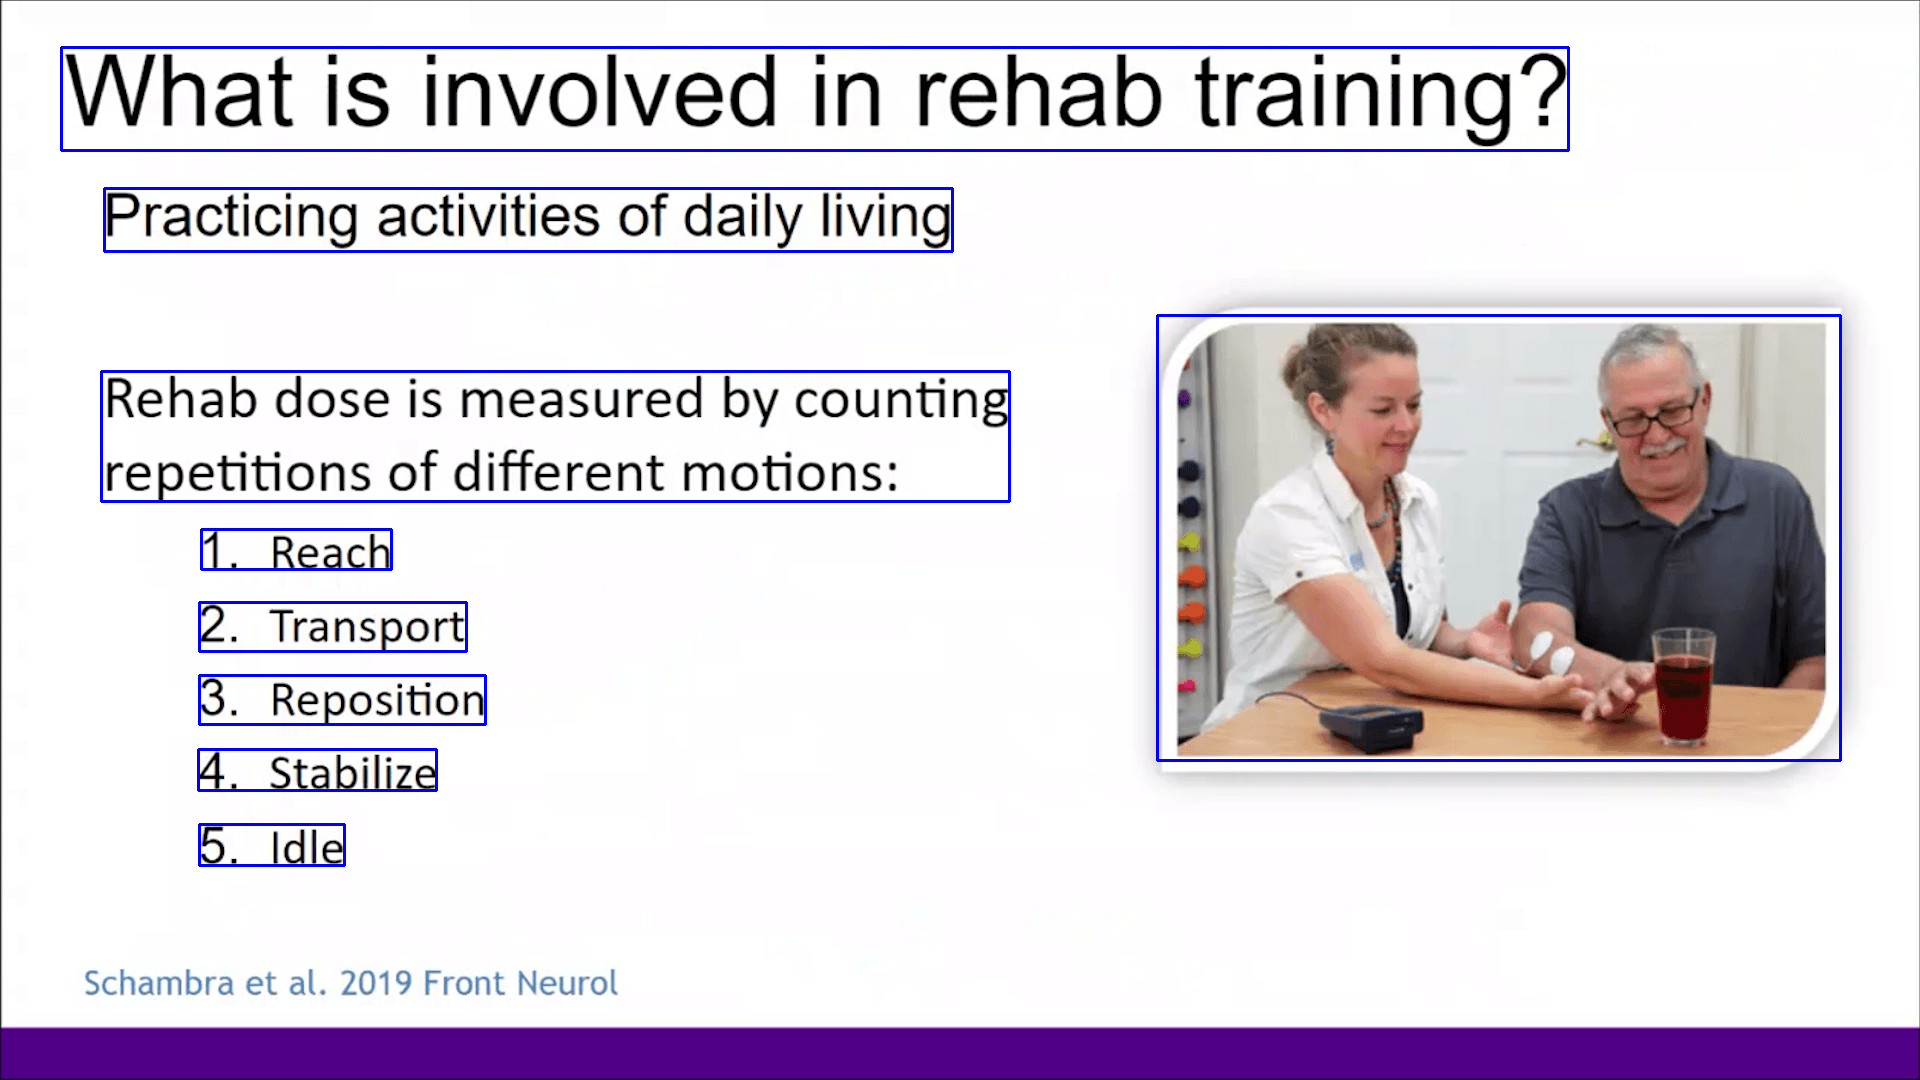 What is involved in rehab training?
Practicing activities of daily living
Rehab dose is measured by counting
repetitions of different motions:
1. Reach
2. Transport
3. Reposition
4. Stabilize
5. Idle
Schambra et al. 2019 Front Neurol